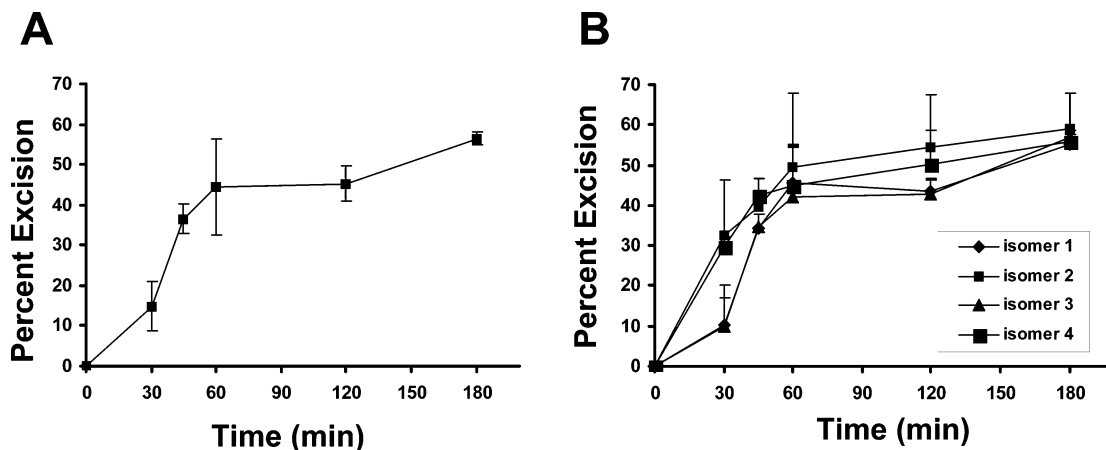 A
B
Percent Excision
70
60
50
40
30
20
10
0
0 30 60 90 120 150 180
Time (min)
Percent Excision
70
60
50
40
30
20
10
0
0 30 60 90 120 150 180
Time (min)
isomer 1
isomer 2
isomer 3
isomer 4